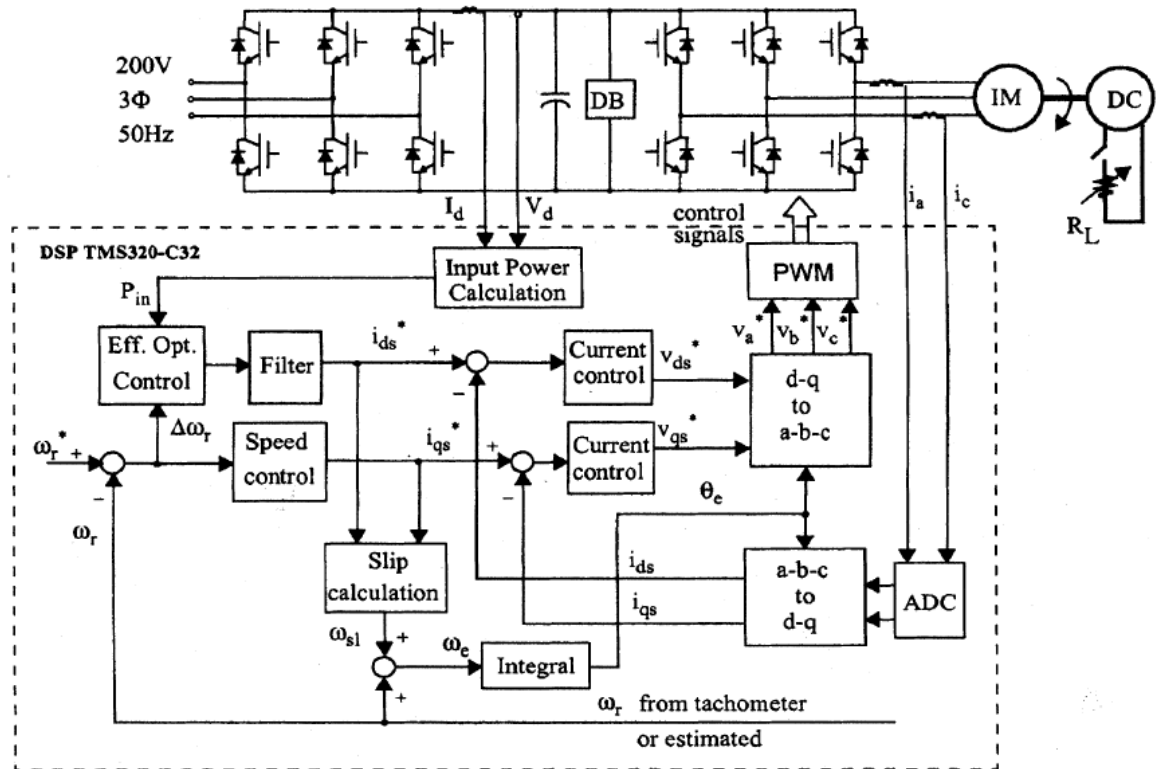 200V
3Φ
50Hz
DB
IM
DC
I_d
V_d
control
signals
i_a
i_c
R_L
DSP TMS320-C32
P_in
Input Power
Calculation
PWM
v_a*
v_b*
v_c*
Eff. Opt.
Control
Filter
i_ds*
+
−
Current
control
v_ds*
d-q
to
a-b-c
Δω_r
ω_r*
+
−
Speed
control
i_qs*
+
−
Current
control
v_qs*
θ_e
ω_r
Slip
calculation
i_ds
i_qs
a-b-c
to
d-q
ADC
ω_sl
+
ω_e
Integral
+
ω_r from tachometer
or estimated